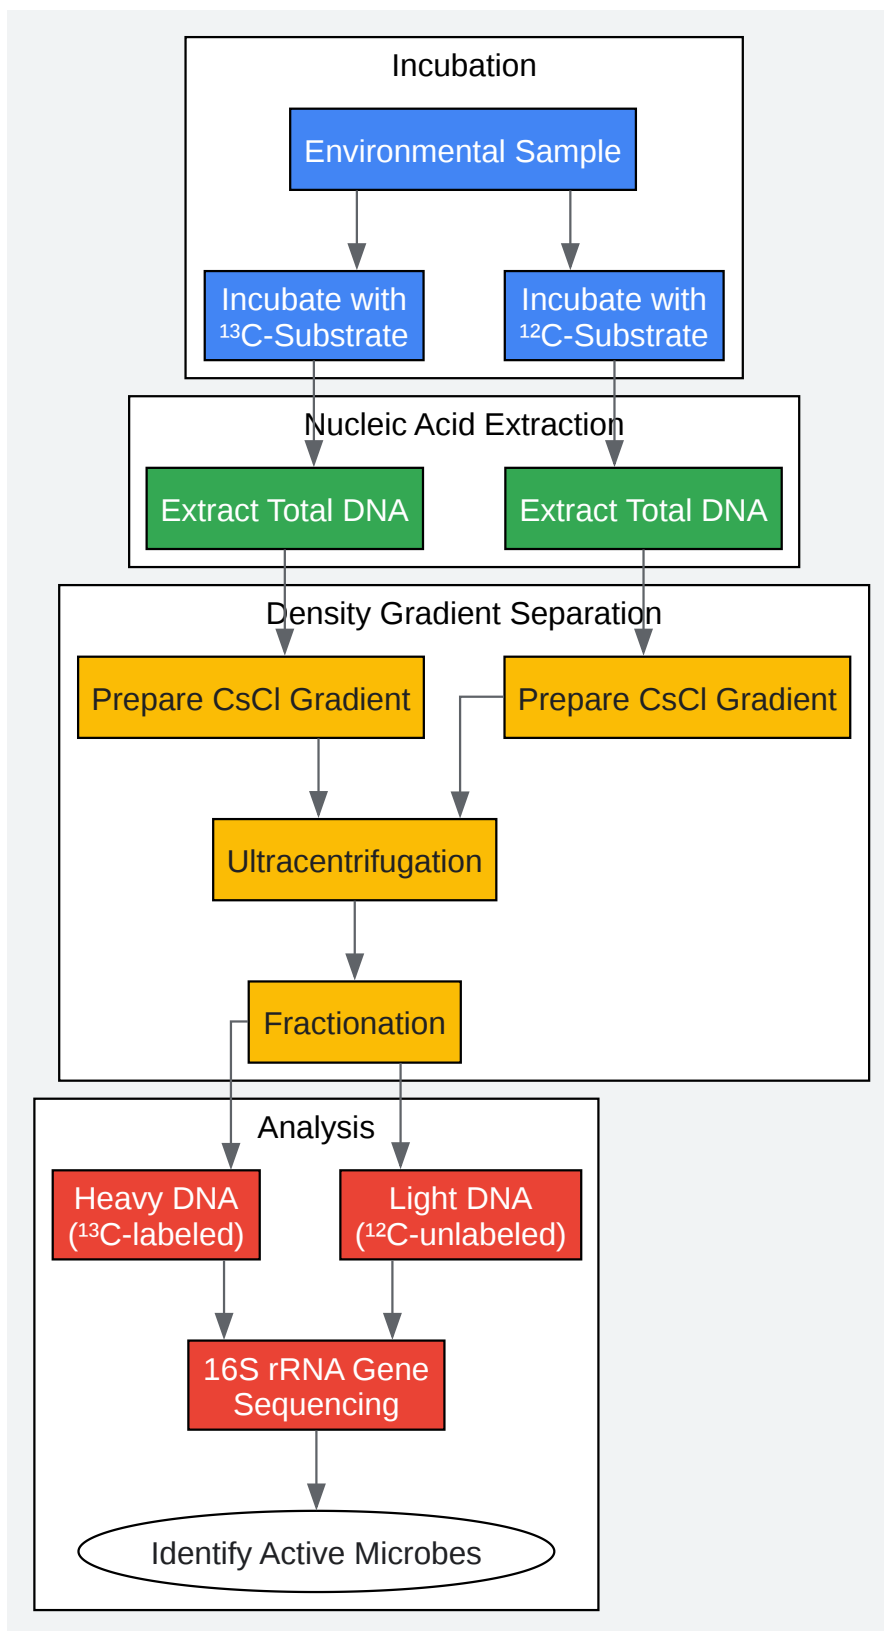 Incubation
Environmental Sample
Incubate with
¹³C-Substrate
Incubate with
¹²C-Substrate
Nucleic Acid Extraction
Extract Total DNA
Extract Total DNA
Density Gradient Separation
Prepare CsCl Gradient
Prepare CsCl Gradient
Ultracentrifugation
Fractionation
Analysis
Heavy DNA
(¹³C-labeled)
Light DNA
(¹²C-unlabeled)
16S rRNA Gene
Sequencing
Identify Active Microbes